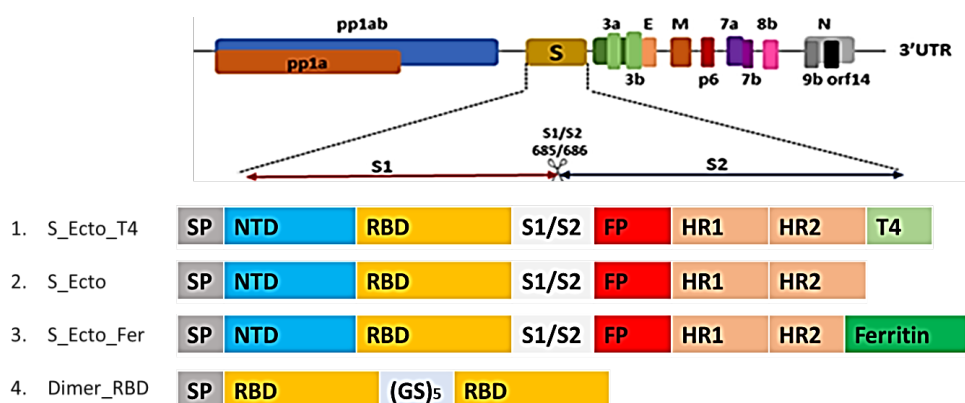 pp1ab
3a E M 7a 8b N
S
3'UTR
pp1a
3b p6 7b 9b orf14
S1/S2
685/686
S1 S2
1. S_Ecto_T4 SP NTD RBD S1/S2 FP HR1 HR2 T4
2. S_Ecto SP NTD RBD S1/S2 FP HR1 HR2
3. S_Ecto_Fer SP NTD RBD S1/S2 FP HR1 HR2 Ferritin
4. Dimer_RBD SP RBD (GS)5 RBD